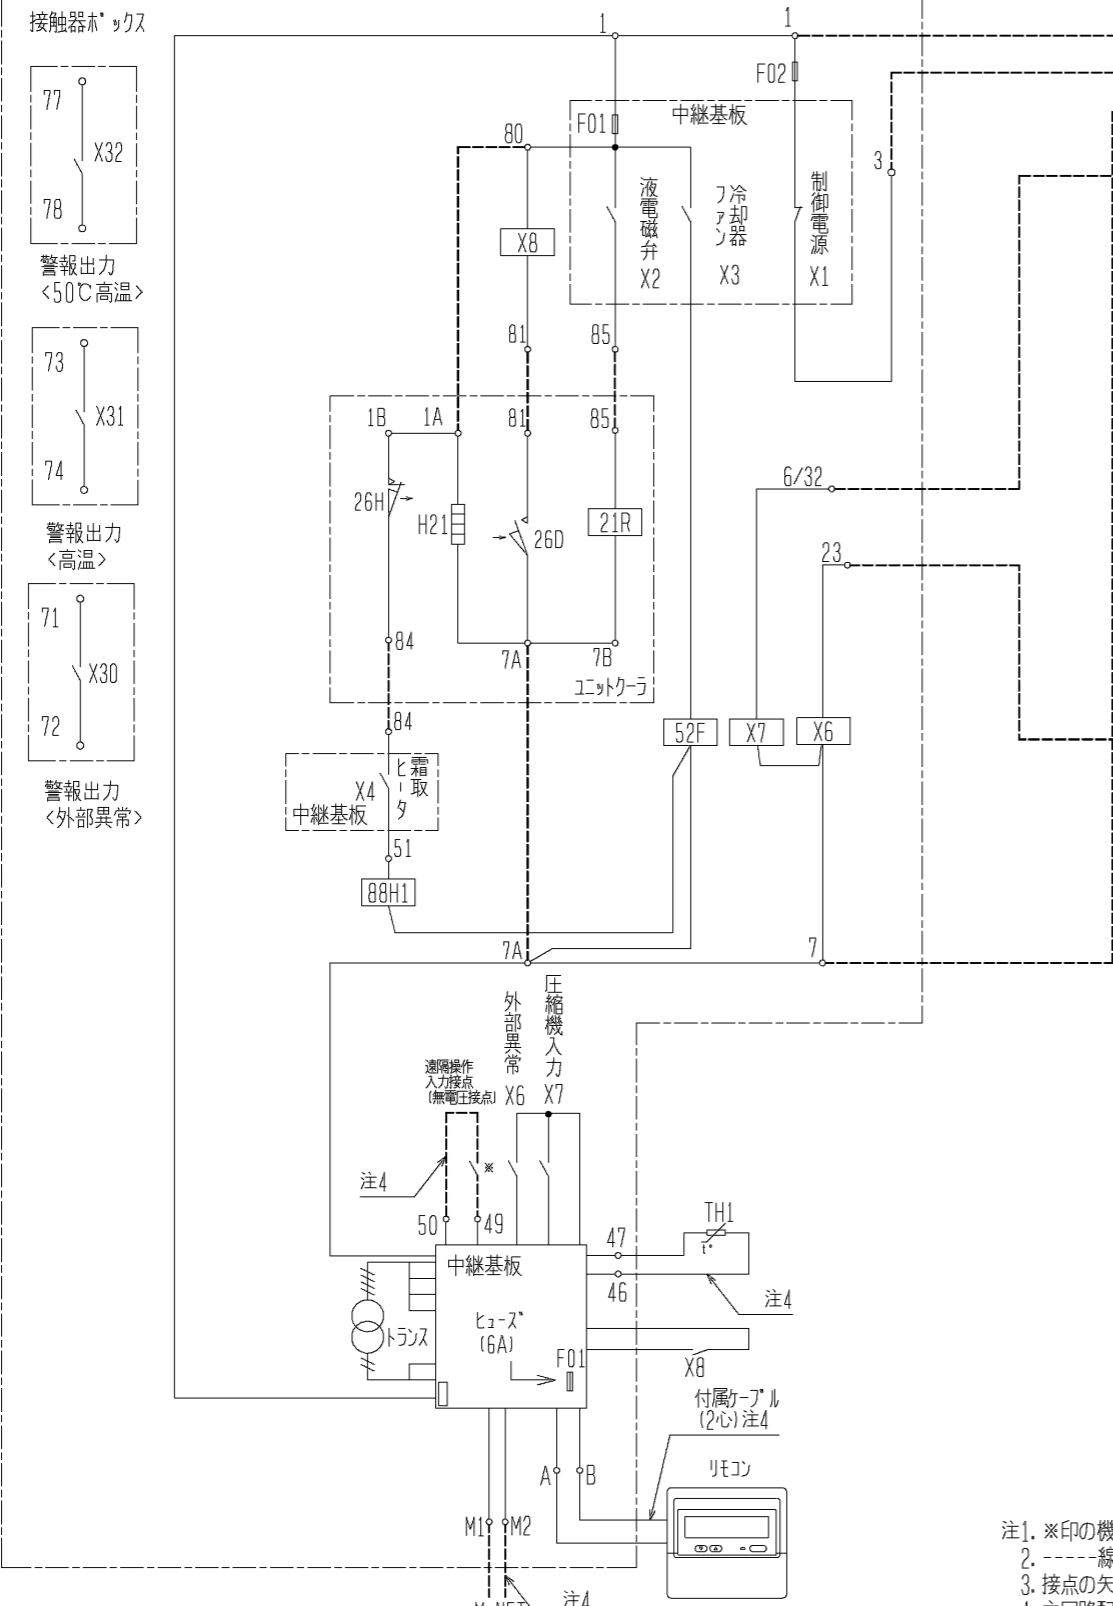 接触器ボックス
77
X32
78
警報出力
<50℃高温>
73
X31
74
警報出力
<高温>
71
X30
72
警報出力
<外部異常>
1
1
F02
F01
中継基板
80
3
液電磁弁
X2
冷却器
ファン
X3
制御電源
X1
X8
81
85
1B
1A
81
85
26H
H21
26D
21R
6/32
23
84
7A
7B
ユニットクーラ
84
52F
X7
X6
X4
霜取
ヒータ
中継基板
51
88H1
7A
7
外部異常
X6
圧縮機入力
X7
遠隔操作
入力接点
(無電圧接点)
※
注4
50
49
中継基板
47
TH1
t°
46
注4
トランス
ヒューズ
(6A)
F01
X8
付属ケーブル
(2心)注4
A
B
リモコン
M1
M2
注4
M-NET
注1. ※印の機
2. -----線
3. 接点の矢